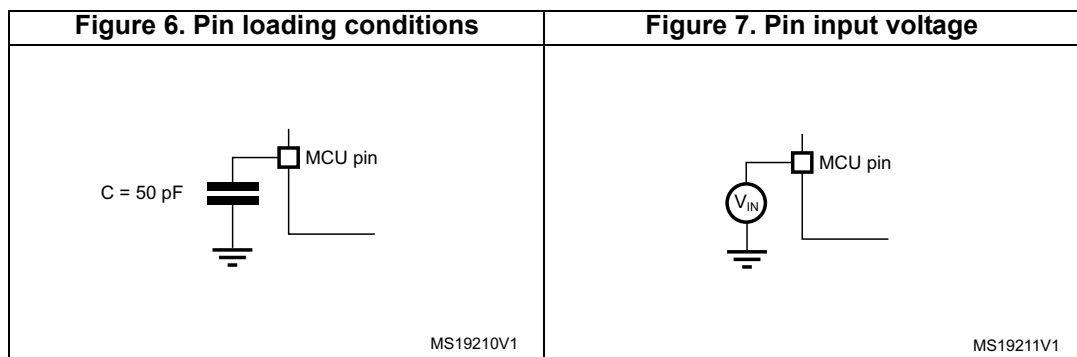 Figure 6. Pin loading conditions
Figure 7. Pin input voltage
MCU pin
C = 50 pF
MS19210V1
MCU pin
VIN
MS19211V1